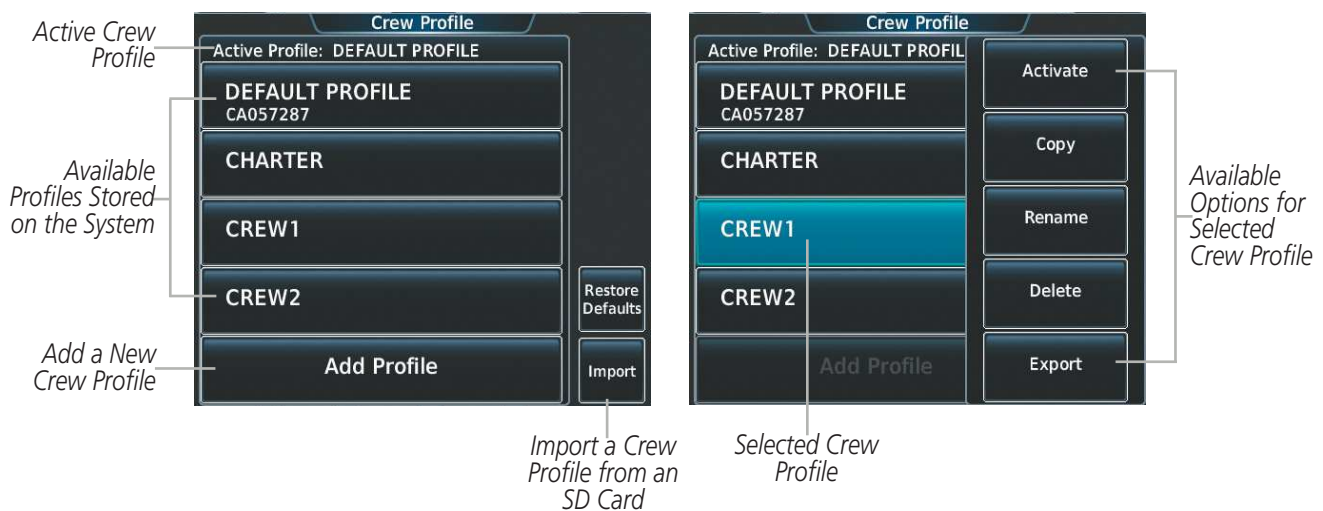 Active Crew
Profile
Available
Profiles Stored
on the System
Add a New
Crew Profile
Crew Profile
Active Profile: DEFAULT PROFILE
DEFAULT PROFILE
CA057287
CHARTER
CREW1
CREW2
Add Profile
Restore
Defaults
Import
Import a Crew
Profile from an
SD Card
Crew Profile
Active Profile: DEFAULT PROFIL
DEFAULT PROFILE
CA057287
CHARTER
CREW1
CREW2
Add Profile
Activate
Copy
Rename
Delete
Export
Selected Crew
Profile
Available
Options for
Selected
Crew Profile